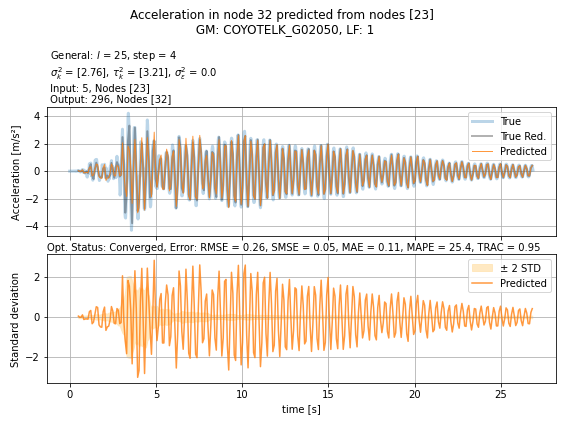 Acceleration in node 32 predicted from nodes [23]
GM: COYOTELK_G02050, LF: 1
General: l = 25, step = 4
σ²ₖ = [2.76], τ²ₖ = [3.21], σ²ε = 0.0
Input: 5, Nodes [23]
Output: 296, Nodes [32]
Acceleration [m/s²]
4
2
0
−2
−4
True
True Red.
Predicted
Opt. Status: Converged, Error: RMSE = 0.26, SMSE = 0.05, MAE = 0.11, MAPE = 25.4, TRAC = 0.95
Standard deviation
2
0
−2
± 2 STD
Predicted
0 5 10 15 20 25
time [s]